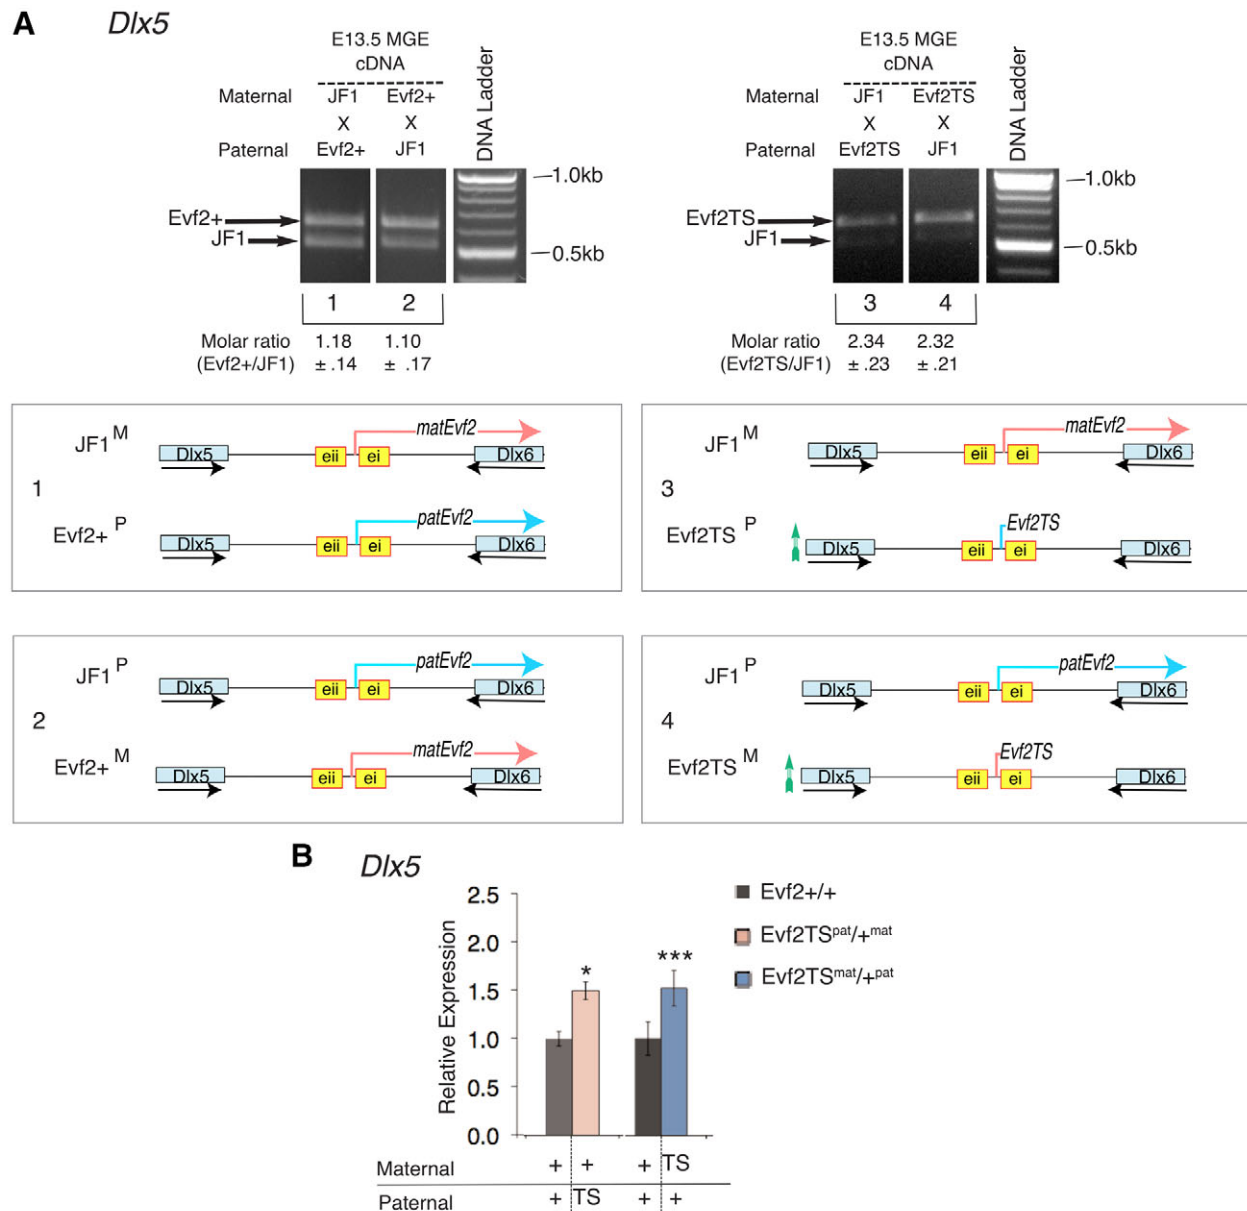 A
Dlx5
E13.5 MGE
cDNA
Maternal JF1 Evf2+
X X
Paternal Evf2+ JF1
DNA Ladder
1.0kb
Evf2+
JF1
0.5kb
1 2
Molar ratio 1.18 1.10
(Evf2+/JF1) ± .14 ± .17
E13.5 MGE
cDNA
Maternal JF1 Evf2TS
X X
Paternal Evf2TS JF1
DNA Ladder
1.0kb
Evf2TS
JF1
0.5kb
3 4
Molar ratio 2.34 2.32
(Evf2TS/JF1) ± .23 ± .21
1
JF1 M
matEvf2
Dlx5 eii ei Dlx6
Evf2+ P
patEvf2
Dlx5 eii ei Dlx6
3
JF1 M
matEvf2
Dlx5 eii ei Dlx6
Evf2TS P
Evf2TS
Dlx5 eii ei Dlx6
2
JF1 P
patEvf2
Dlx5 eii ei Dlx6
Evf2+ M
matEvf2
Dlx5 eii ei Dlx6
4
JF1 P
patEvf2
Dlx5 eii ei Dlx6
Evf2TS M
Evf2TS
Dlx5 eii ei Dlx6
B
Dlx5
Relative Expression
2.5
2.0
1.5
1.0
0.5
0.0
*
***
Evf2+/+
Evf2TSpat/+mat
Evf2TSmat/+pat
Maternal + + + TS
Paternal + TS + +